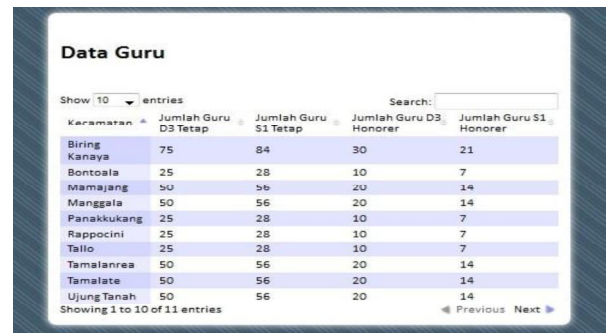 Data Guru
Show 10 entries Search:
Kecamatan Jumlah Guru D3 Tetap Jumlah Guru S1 Tetap Jumlah Guru D3 Honorer Jumlah Guru S1 Honorer
Biring Kanaya 75 84 30 21
Bontoala 25 28 10 7
Mamajang 50 56 20 14
Manggala 50 56 20 14
Panakkukang 25 28 10 7
Rappocini 25 28 10 7
Tallo 25 28 10 7
Tamalanrea 50 56 20 14
Tamalate 50 56 20 14
Ujung Tanah 50 56 20 14
Showing 1 to 10 of 11 entries Previous Next